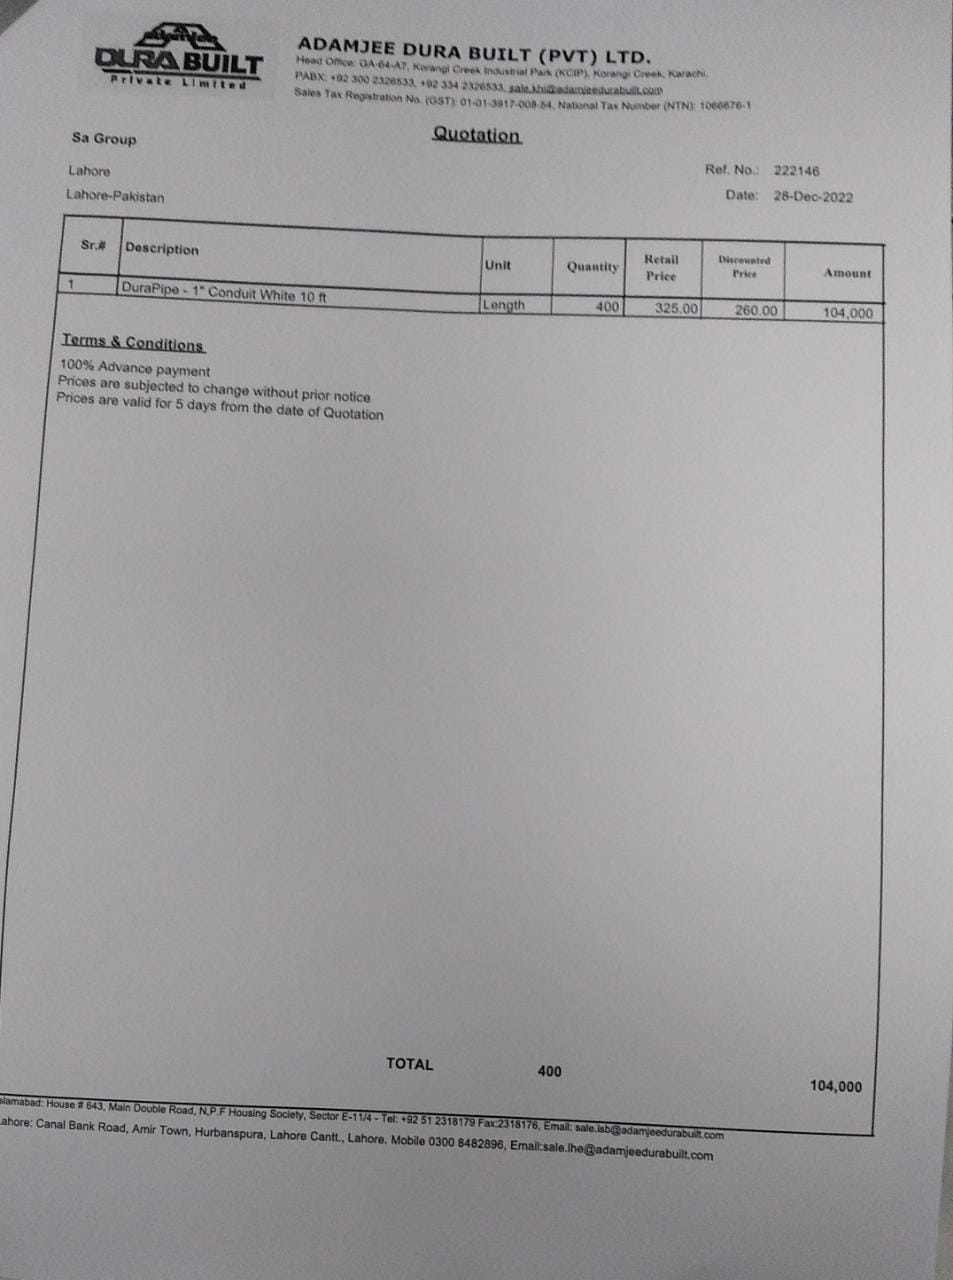 Adamjee
DURA BUILT
Private Limited
ADAMJEE DURA BUILT (PVT) LTD.
Head Office: GA-64-A7, Korangi Creek Industrial Park (KCIP), Korangi Creek, Karachi.
PABX: +92 300 2326533, +92 334 2326533, sale.khi@adamjeedurabuilt.com
Sales Tax Registration No. (GST): 01-01-3917-008-64, National Tax Number (NTN): 1066676-1
Quotation
Sa Group
Lahore
Lahore-Pakistan
Ref. No.: 222146
Date: 28-Dec-2022
Sr.# Description Unit Quantity Retail Price Discounted Price Amount
1 DuraPipe - 1" Conduit White 10 ft Length 400 325.00 260.00 104,000
Terms & Conditions
100% Advance payment
Prices are subjected to change without prior notice
Prices are valid for 5 days from the date of Quotation
TOTAL 400 104,000
slamabad: House # 643, Main Double Road, N,P.F Housing Society, Sector E-11/4 - Tel: +92 51 2318179 Fax:2318176, Email: sale.isb@adamjeedurabuilt.com
ahore: Canal Bank Road, Amir Town, Hurbanspura, Lahore Cantt., Lahore. Mobile 0300 8482896, Email:sale.lhe@adamjeedurabuilt.com